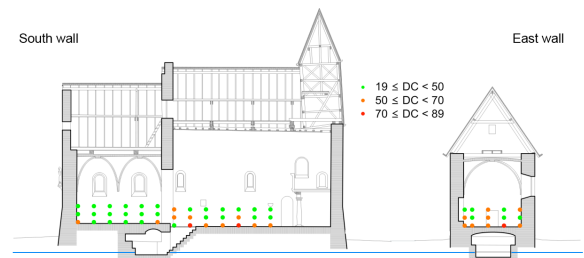 South wall
East wall
19 ≤ DC < 50
50 ≤ DC < 70
70 ≤ DC < 89